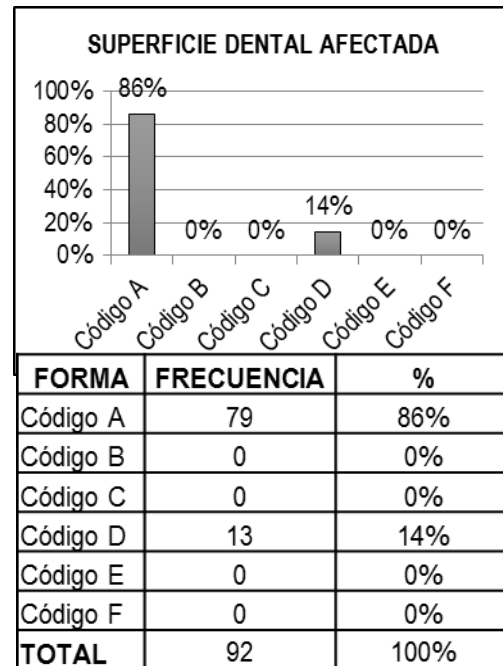 SUPERFICIE DENTAL AFECTADA
100%
80%
60%
40%
20%
0%
86%
0%
0%
14%
0%
0%
Código A
Código B
Código C
Código D
Código E
Código F
FORMA FRECUENCIA %
Código A 79 86%
Código B 0 0%
Código C 0 0%
Código D 13 14%
Código E 0 0%
Código F 0 0%
TOTAL 92 100%